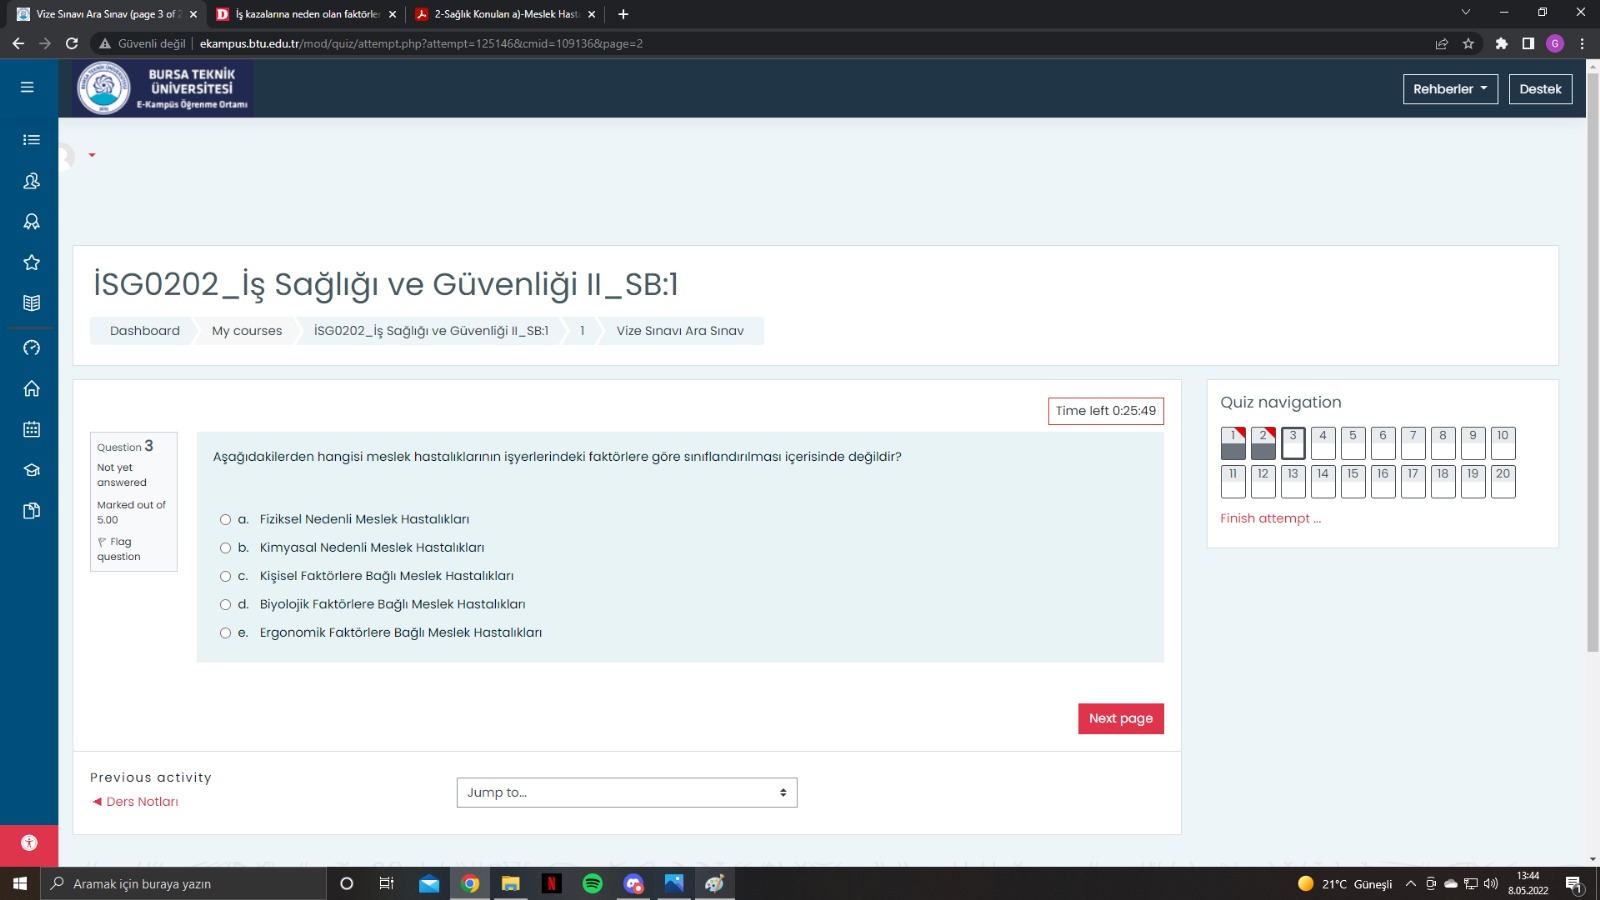 Vize Sınavı Ara Sınav (page 3 of 2
İş kazalarına neden olan faktörler
2-Sağlık Konuları a)-Meslek Hast
Güvenli değil
ekampus.btu.edu.tr/mod/quiz/attempt.php?attempt=125146&cmid=109136&page=2
G
BURSA TEKNİK
ÜNİVERSİTESİ
E-Kampüs Öğrenme Ortamı
Rehberler
Destek
İSG0202_İş Sağlığı ve Güvenliği II_SB:1
Dashboard
My courses
İSG0202_İş Sağlığı ve Güvenliği II_SB:1
1
Vize Sınavı Ara Sınav
Time left 0:25:49
Question 3
Not yet
answered
Marked out of
5.00
Flag
question
Aşağıdakilerden hangisi meslek hastalıklarının işyerlerindeki faktörlere göre sınıflandırılması içerisinde değildir?
a. Fiziksel Nedenli Meslek Hastalıkları
b. Kimyasal Nedenli Meslek Hastalıkları
c. Kişisel Faktörlere Bağlı Meslek Hastalıkları
d. Biyolojik Faktörlere Bağlı Meslek Hastalıkları
e. Ergonomik Faktörlere Bağlı Meslek Hastalıkları
Next page
Quiz navigation
1 2 3 4 5 6 7 8 9 10
11 12 13 14 15 16 17 18 19 20
Finish attempt ...
Previous activity
◄ Ders Notları
Jump to...
Aramak için buraya yazın
21°C Güneşli
13:44
8.05.2022
1